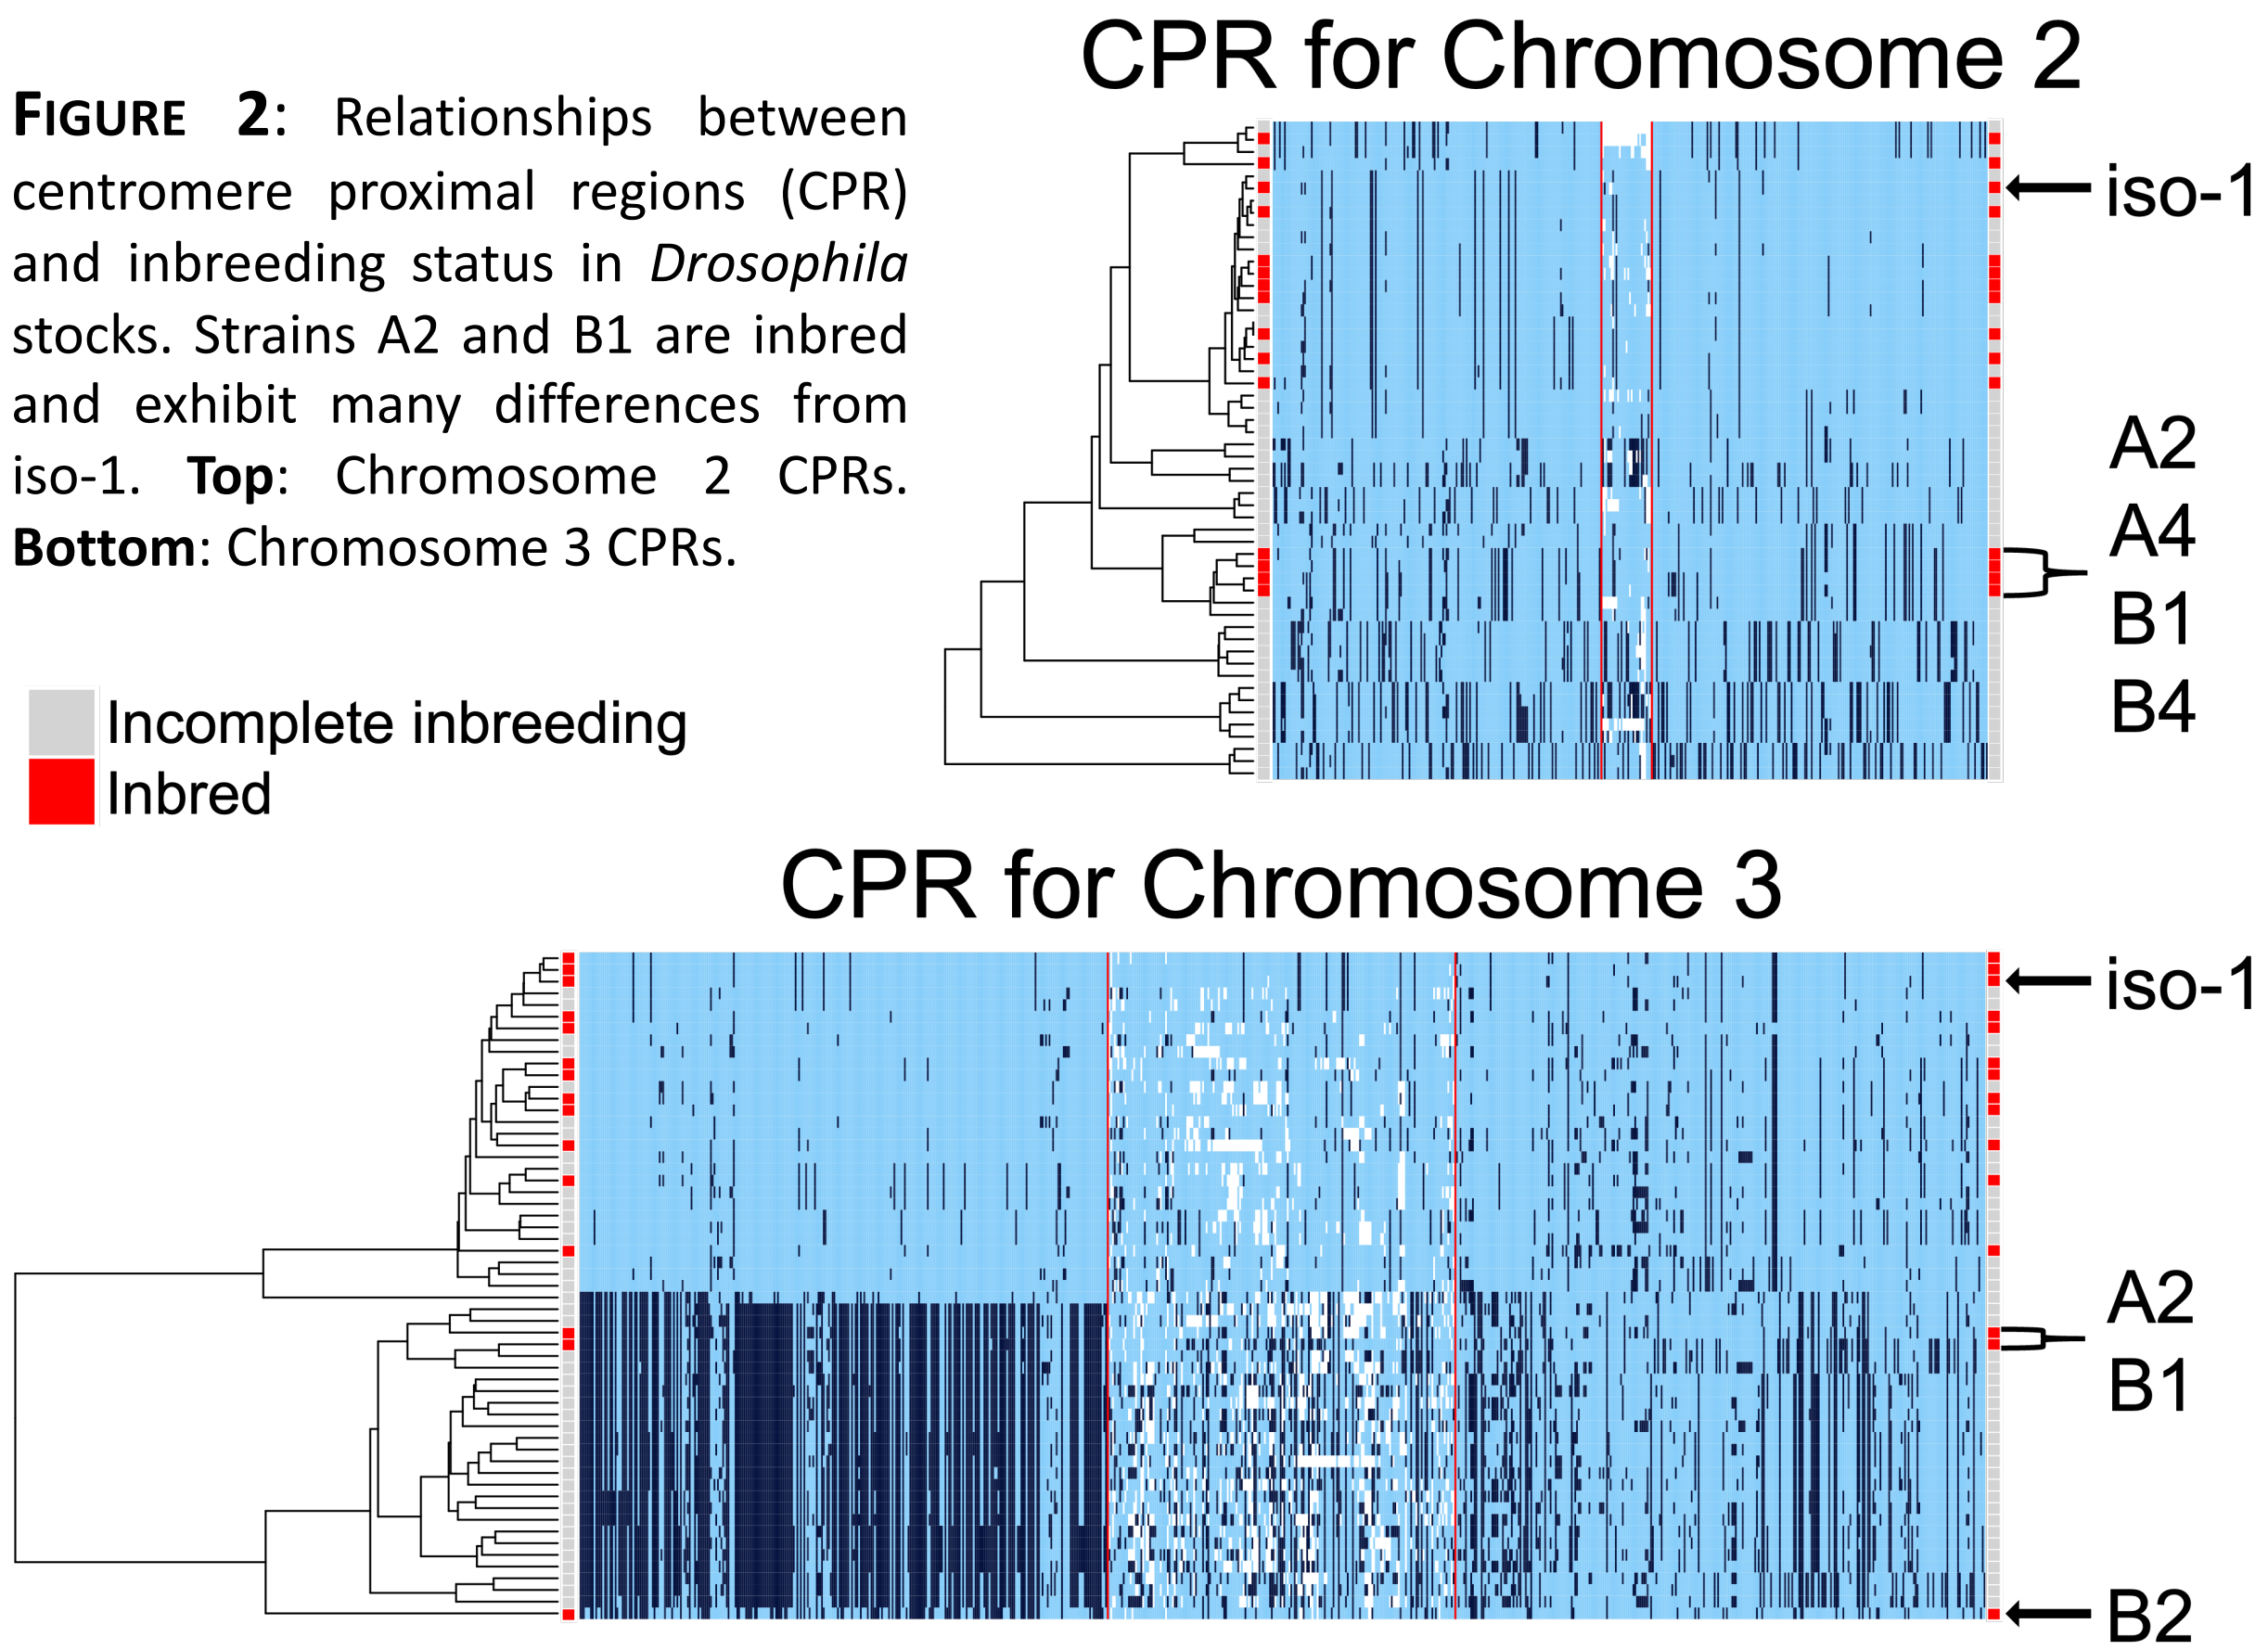 CPR for Chromosome 2
FIGURE 2: Relationships between
centromere proximal regions (CPR)
and inbreeding status in Drosophila
stocks. Strains A2 and B1 are inbred
and exhibit many differences from
iso-1. Top: Chromosome 2 CPRs.
Bottom: Chromosome 3 CPRs.
iso-1
A2
A4
B1
B4
Incomplete inbreeding
Inbred
CPR for Chromosome 3
iso-1
A2
B1
B2